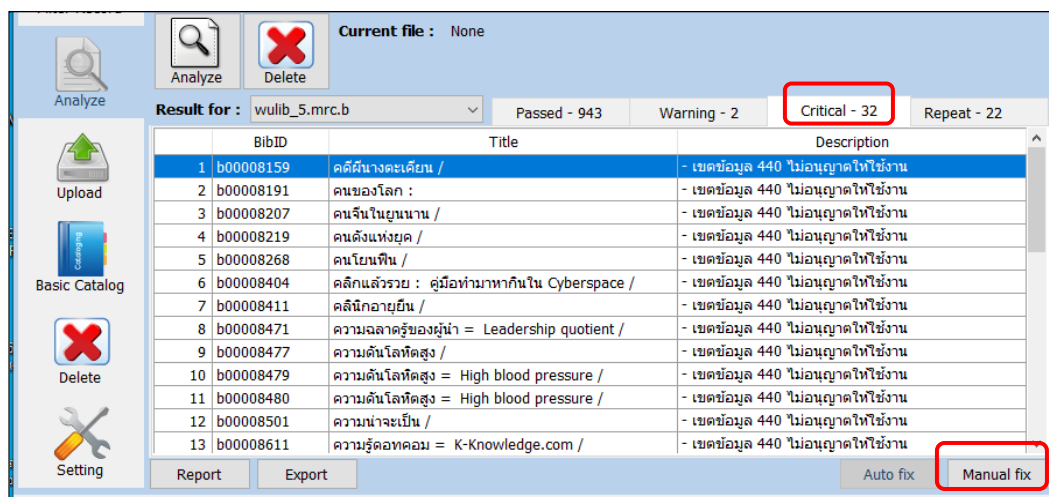 Current file : None
Analyze
Delete
Analyze
Result for : wulib_5.mrc.b
Passed - 943
Warning - 2
Critical - 32
Repeat - 22
BibID Title Description
1 b00008159 คดีผีนางตะเคียน / - เขตข้อมูล 440 ไม่อนุญาตให้ใช้งาน
2 b00008191 คนของโลก : - เขตข้อมูล 440 ไม่อนุญาตให้ใช้งาน
3 b00008207 คนจีนในยูนนาน / - เขตข้อมูล 440 ไม่อนุญาตให้ใช้งาน
4 b00008219 คนดังแห่งยุค / - เขตข้อมูล 440 ไม่อนุญาตให้ใช้งาน
5 b00008268 คนโยนฟืน / - เขตข้อมูล 440 ไม่อนุญาตให้ใช้งาน
6 b00008404 คลิกแล้วรวย : คู่มือทำมาหากินใน Cyberspace / - เขตข้อมูล 440 ไม่อนุญาตให้ใช้งาน
7 b00008411 คลินิกอายุยืน / - เขตข้อมูล 440 ไม่อนุญาตให้ใช้งาน
8 b00008471 ความฉลาดรู้ของผู้นำ = Leadership quotient / - เขตข้อมูล 440 ไม่อนุญาตให้ใช้งาน
9 b00008477 ความดันโลหิตสูง / - เขตข้อมูล 440 ไม่อนุญาตให้ใช้งาน
10 b00008479 ความดันโลหิตสูง = High blood pressure / - เขตข้อมูล 440 ไม่อนุญาตให้ใช้งาน
11 b00008480 ความดันโลหิตสูง = High blood pressure / - เขตข้อมูล 440 ไม่อนุญาตให้ใช้งาน
12 b00008501 ความน่าจะเป็น / - เขตข้อมูล 440 ไม่อนุญาตให้ใช้งาน
13 b00008611 ความรู้ดอทคอม = K-Knowledge.com / - เขตข้อมูล 440 ไม่อนุญาตให้ใช้งาน
Upload
Cataloging
Basic Catalog
Delete
Setting
Report
Export
Auto fix
Manual fix